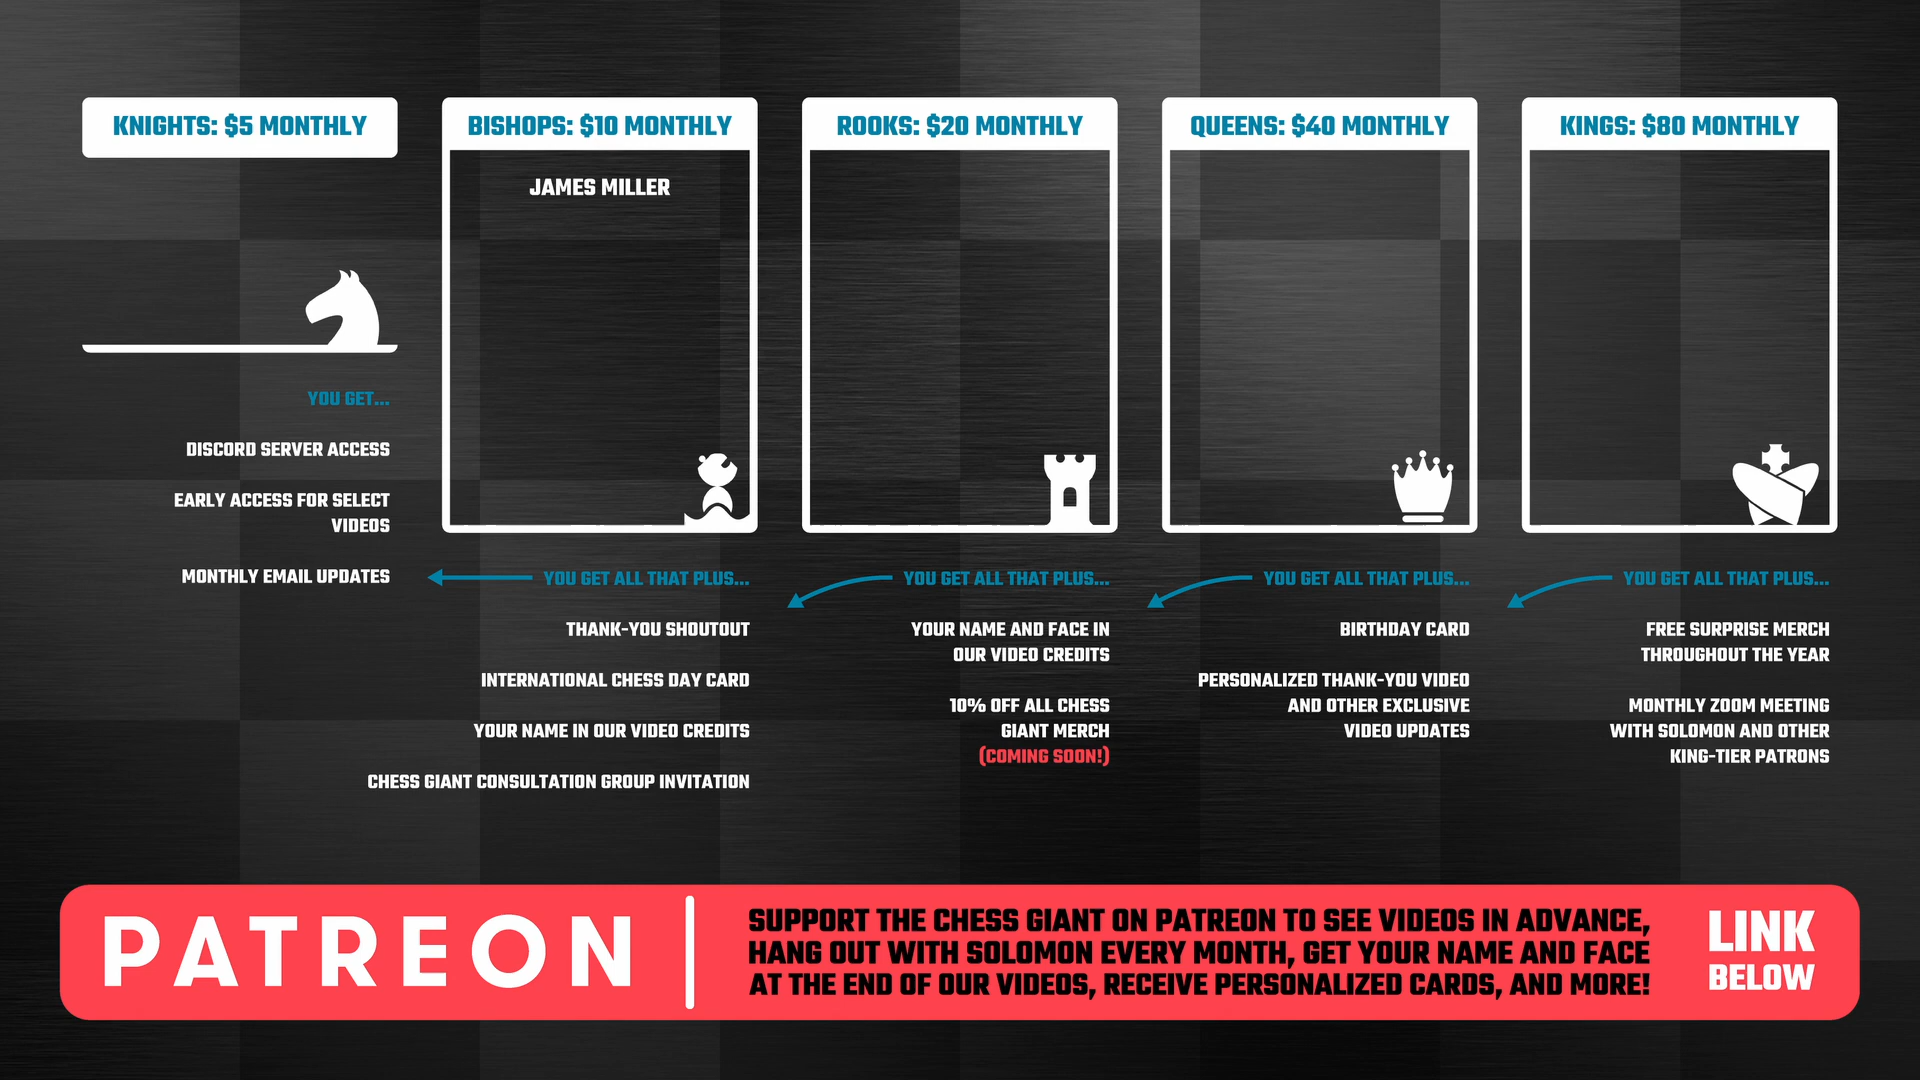 KNIGHTS: $5 MONTHLY
YOU GET...
DISCORD SERVER ACCESS
EARLY ACCESS FOR SELECT
VIDEOS
MONTHLY EMAIL UPDATES
BISHOPS: $10 MONTHLY
JAMES MILLER
YOU GET ALL THAT PLUS...
THANK-YOU SHOUTOUT
INTERNATIONAL CHESS DAY CARD
YOUR NAME IN OUR VIDEO CREDITS
CHESS GIANT CONSULTATION GROUP INVITATION
ROOKS: $20 MONTHLY
YOU GET ALL THAT PLUS...
YOUR NAME AND FACE IN
OUR VIDEO CREDITS
10% OFF ALL CHESS
GIANT MERCH
(COMING SOON!)
QUEENS: $40 MONTHLY
YOU GET ALL THAT PLUS...
BIRTHDAY CARD
PERSONALIZED THANK-YOU VIDEO
AND OTHER EXCLUSIVE
VIDEO UPDATES
KINGS: $80 MONTHLY
YOU GET ALL THAT PLUS...
FREE SURPRISE MERCH
THROUGHOUT THE YEAR
MONTHLY ZOOM MEETING
WITH SOLOMON AND OTHER
KING-TIER PATRONS
PATREON
SUPPORT THE CHESS GIANT ON PATREON TO SEE VIDEOS IN ADVANCE,
HANG OUT WITH SOLOMON EVERY MONTH, GET YOUR NAME AND FACE
AT THE END OF OUR VIDEOS, RECEIVE PERSONALIZED CARDS, AND MORE!
LINK
BELOW